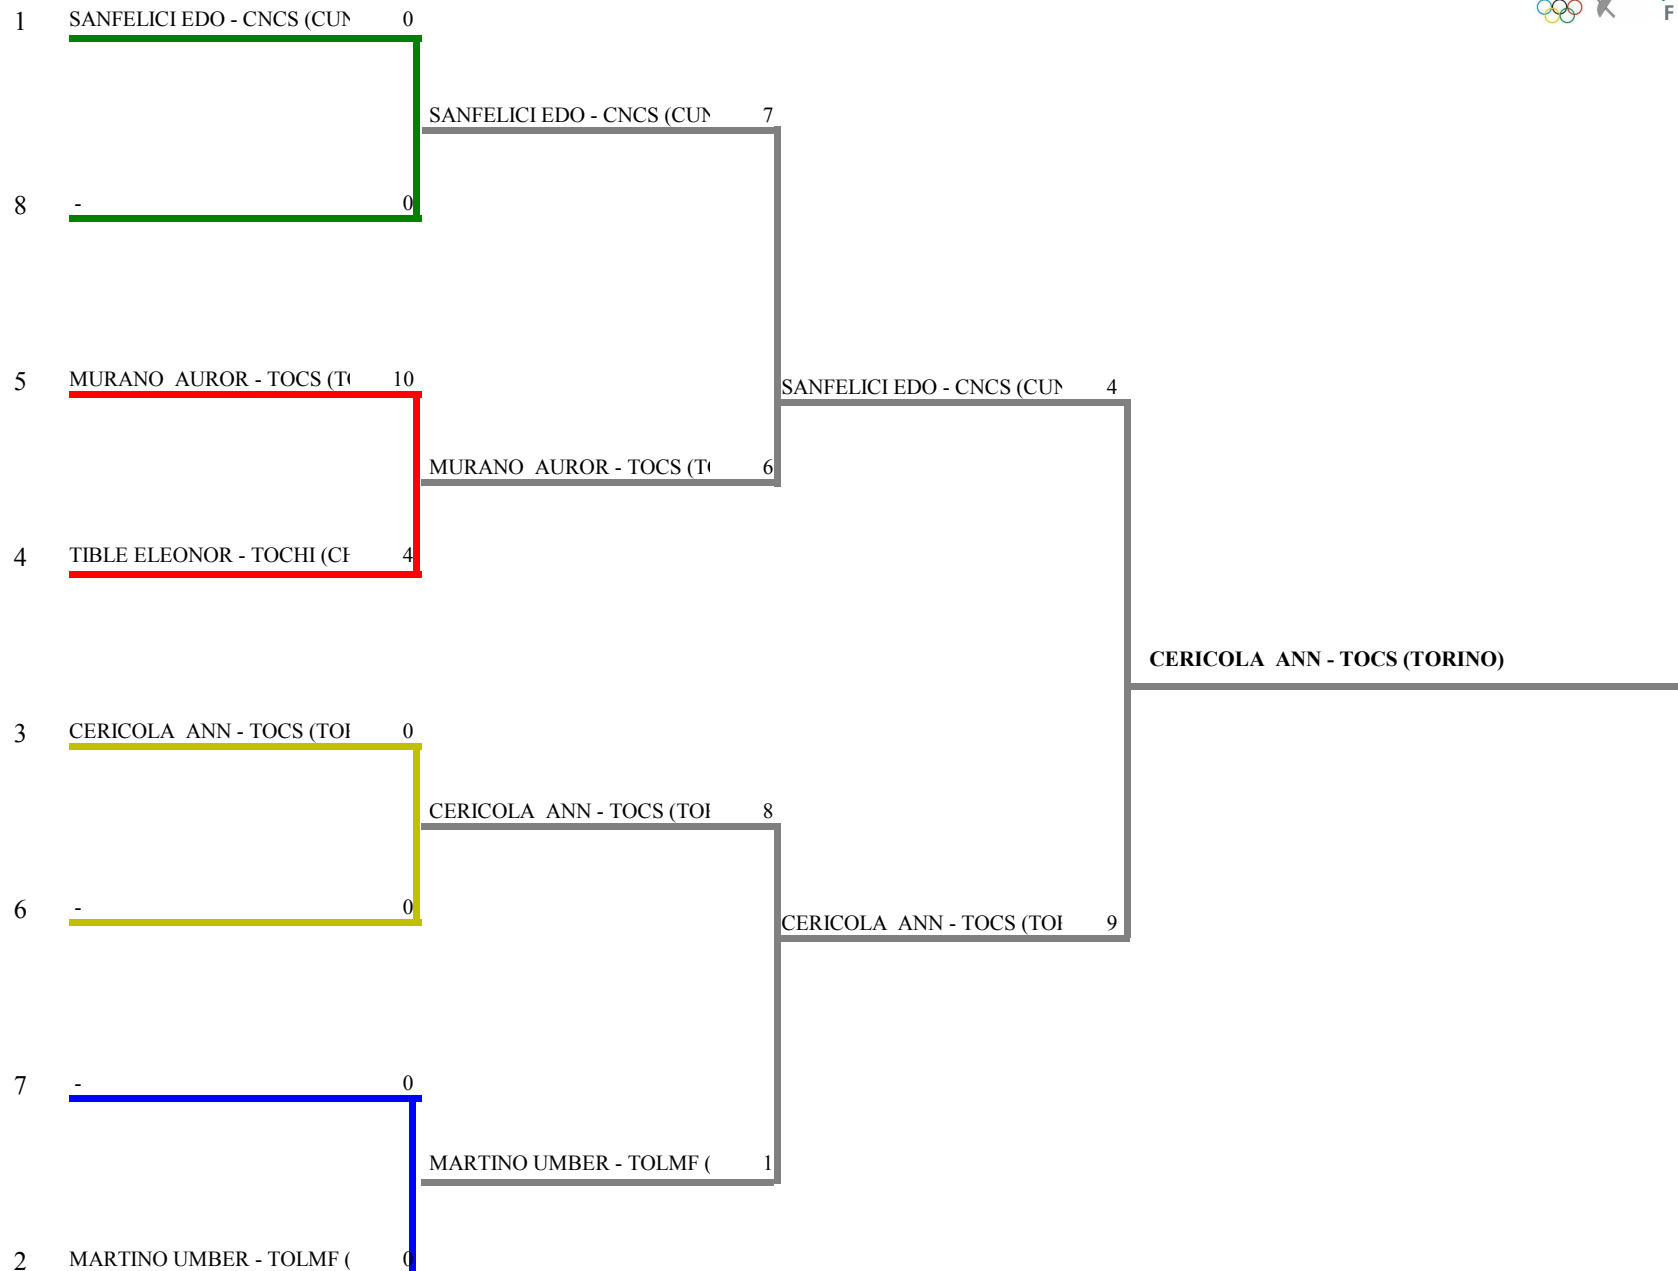 1 SANFELICI EDO - CNCS (CUN 0
F
SANFELICI EDO - CNCS (CUN 7
8 - 0
5 MURANO AUROR - TOCS (TO 10
SANFELICI EDO - CNCS (CUN 4
MURANO AUROR - TOCS (TO 6
4 TIBLE ELEONOR - TOCHI (CH 4
CERICOLA ANN - TOCS (TORINO)
3 CERICOLA ANN - TOCS (TOR 0
CERICOLA ANN - TOCS (TOR 8
6 - 0
CERICOLA ANN - TOCS (TOR 9
7 - 0
MARTINO UMBER - TOLMF ( 1
2 MARTINO UMBER - TOLMF ( 0